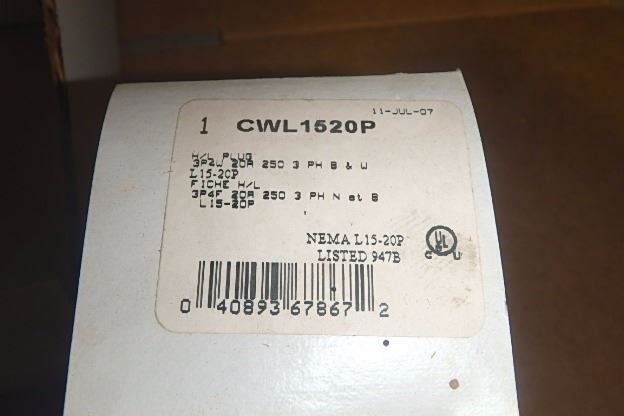 11-JUL-07
1 CWL1520P
H/L PLUG
3P4W 20A 250 3 PH B & W
L15-20P
FICHE H/L
3P4F 20A 250 3 PH N et B
L15-20P
NEMA L15-20P
LISTED 947B
C UL U
0 40893 67867 2